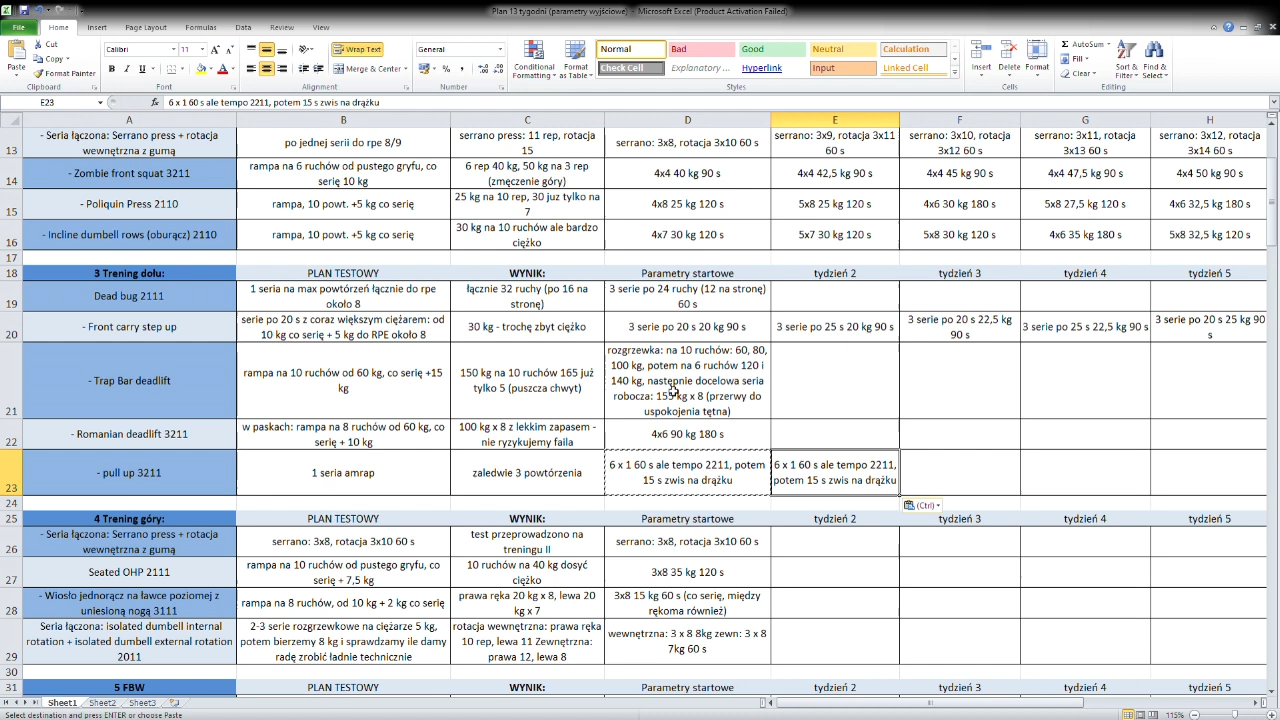 Plan 13 tygodni (parametry wyjściowe) - Microsoft Excel (Product Activation Failed)
File Home Insert Page Layout Formulas Data Review View
Cut
Copy
Format Painter
Paste
Clipboard
Calibri 11
B I U
Font
Wrap Text
Merge & Center
Alignment
General
Number
Conditional Formatting
Format as Table
Normal Bad Good Neutral Calculation
Check Cell Explanatory ... Hyperlink Input Linked Cell
Styles
Insert Delete Format
Cells
AutoSum
Fill
Clear
Sort & Filter
Find & Select
Editing
E23 fx 6 x 1 60 s ale tempo 2211, potem 15 s zwis na drążku
A B C D E F G H
13
- Seria łączona: Serrano press + rotacja
wewnętrzna z gumą
po jednej serii do rpe 8/9
serrano press: 11 rep, rotacja
15
serrano: 3x8, rotacja 3x10 60 s
serrano: 3x9, rotacja 3x11
60 s
serrano: 3x10, rotacja
3x12 60 s
serrano: 3x11, rotacja
3x13 60 s
serrano: 3x12, rotacja
3x14 60 s
14
- Zombie front squat 3211
rampa na 6 ruchów od pustego gryfu, co
serię 10 kg
6 rep 40 kg, 50 kg na 3 rep
(zmęczenie góry)
4x4 40 kg 90 s
4x4 42,5 kg 90 s
4x4 45 kg 90 s
4x4 47,5 kg 90 s
4x4 50 kg 90 s
15
- Poliquin Press 2110
rampa, 10 powt. +5 kg co serię
25 kg na 10 rep, 30 juz tylko na
7
4x8 25 kg 120 s
5x8 25 kg 120 s
4x6 30 kg 180 s
5x8 27,5 kg 120 s
4x6 32,5 kg 180 s
16
- Incline dumbell rows (oburącz) 2110
rampa, 10 powt. +5 kg co serię
30 kg na 10 ruchów ale bardzo
ciężko
4x7 30 kg 120 s
5x7 30 kg 120 s
5x8 30 kg 120 s
4x6 35 kg 180 s
5x8 32,5 kg 120 s
17
18
3 Trening dołu: PLAN TESTOWY WYNIK: Parametry startowe tydzień 2 tydzień 3 tydzień 4 tydzień 5
19
Dead bug 2111
1 seria na max powtórzeń łącznie do rpe
około 8
łącznie 32 ruchy (po 16 na
stronę)
3 serie po 24 ruchy (12 na stronę)
60 s
20
- Front carry step up
serie po 20 s z coraz większym ciężarem: od
10 kg co serię + 5 kg do RPE około 8
30 kg - trochę zbyt ciężko
3 serie po 20 s 20 kg 90 s
3 serie po 25 s 20 kg 90 s
3 serie po 20 s 22,5 kg
90 s
3 serie po 25 s 22,5 kg 90 s
3 serie po 20 s 25 kg 90
s
21
- Trap Bar deadlift
rampa na 10 ruchów od 60 kg, co serię +15
kg
150 kg na 10 ruchów 165 już
tylko 5 (puszcza chwyt)
rozgrzewka: na 10 ruchów: 60, 80,
100 kg, potem na 6 ruchów 120 i
140 kg, następnie docelowa seria
robocza: 155 kg x 8 (przerwy do
uspokojenia tętna)
22
- Romanian deadlift 3211
w paskach: rampa na 8 ruchów od 60 kg, co
serię + 10 kg
100 kg x 8 z lekkim zapasem -
nie ryzykujemy faila
4x6 90 kg 180 s
23
- pull up 3211
1 seria amrap
zaledwie 3 powtórzenia
6 x 1 60 s ale tempo 2211, potem
15 s zwis na drążku
6 x 1 60 s ale tempo 2211,
potem 15 s zwis na drążku
(Ctrl)
24
25
4 Trening góry: PLAN TESTOWY WYNIK: Parametry startowe tydzień 2 tydzień 3 tydzień 4 tydzień 5
26
- Seria łączona: Serrano press + rotacja
wewnętrzna z gumą
serrano: 3x8, rotacja 3x10 60 s
test przeprowadzono na
treningu II
serrano: 3x8, rotacja 3x10 60 s
27
Seated OHP 2111
rampa na 10 ruchów od pustego gryfu, co
serię + 7,5 kg
10 ruchów na 40 kg dosyć
ciężko
3x8 35 kg 120 s
28
- Wiosło jednorącz na ławce poziomej z
uniesioną nogą 3111
rampa na 8 ruchów, od 10 kg + 2 kg co serię
prawa ręka 20 kg x 8, lewa 20
kg x 7
3x8 15 kg 60 s (co serię, między
rękoma również)
29
Seria łączona: isolated dumbell internal
rotation + isolated dumbell external rotation
2011
2-3 serie rozgrzewkowe na ciężarze 5 kg,
potem bierzemy 8 kg i sprawdzamy ile damy
radę zrobić ładnie technicznie
rotacja wewnętrzna: prawa ręka
10 rep, lewa 11 Zewnętrzna:
prawa 12, lewa 8
wewnętrzna: 3 x 8 8kg zewn: 3 x 8
7kg 60 s
30
31
5 FBW PLAN TESTOWY WYNIK: Parametry startowe tydzień 2 tydzień 3 tydzień 4 tydzień 5
Sheet1 Sheet2 Sheet3
Select destination and press ENTER or choose Paste
115%